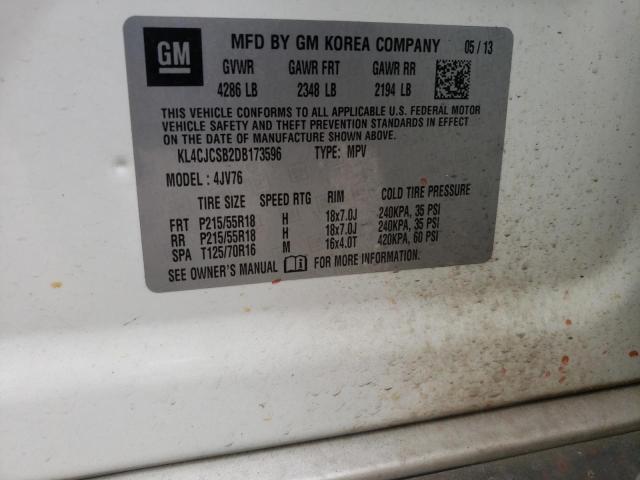 GM MFD BY GM KOREA COMPANY 05 / 13
GVWR GAWR FRT GAWR RR
4286 LB 2348 LB 2194 LB
THIS VEHICLE CONFORMS TO ALL APPLICABLE U.S. FEDERAL MOTOR
VEHICLE SAFETY AND THEFT PREVENTION STANDARDS IN EFFECT
ON THE DATE OF MANUFACTURE SHOWN ABOVE.
KL4CJCSB2DB173596 TYPE: MPV
MODEL : 4JV76
TIRE SIZE SPEED RTG RIM COLD TIRE PRESSURE
FRT P215/55R18 H 18x7.0J 240KPA, 35 PSI
RR P215/55R18 H 18x7.0J 240KPA, 35 PSI
SPA T125/70R16 M 16x4.0T 420KPA, 60 PSI
SEE OWNER'S MANUAL FOR MORE INFORMATION.